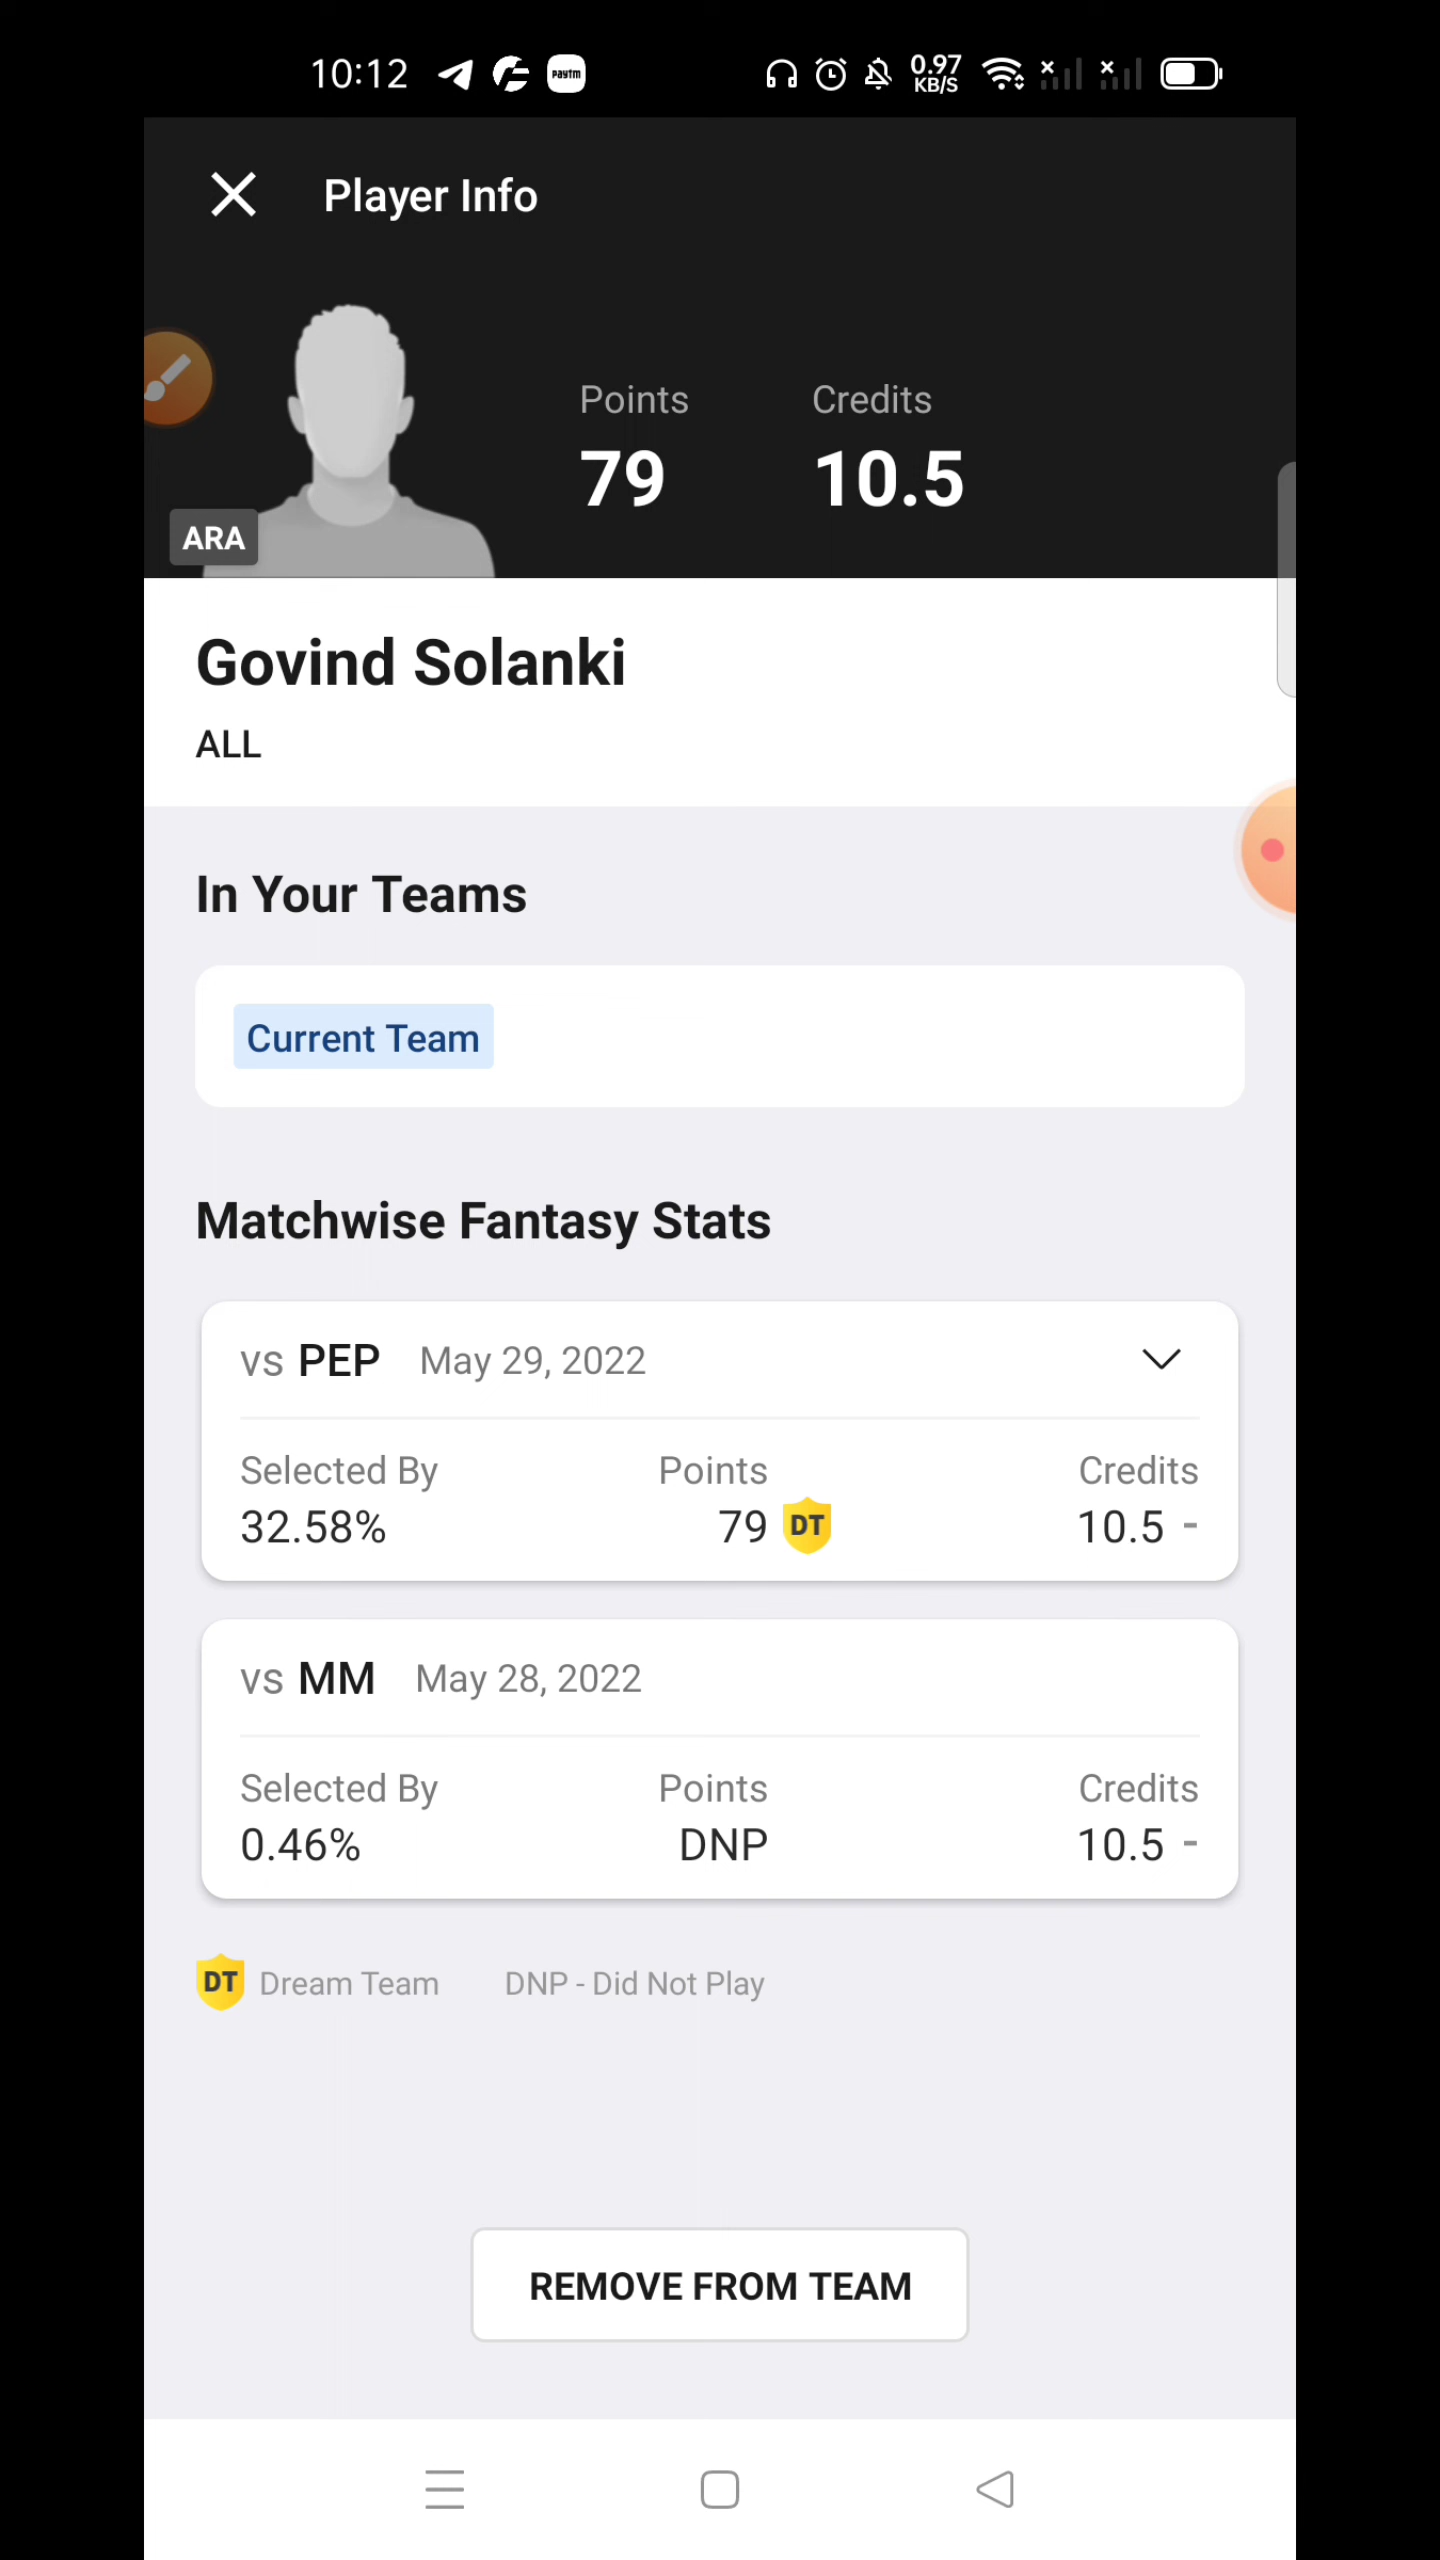 10:12 paytm 0.97 KB/S
Player Info
Points Credits
79 10.5
ARA
Govind Solanki
ALL
In Your Teams
Current Team
Matchwise Fantasy Stats
vs PEP May 29, 2022
Selected By Points Credits
32.58% 79 DT 10.5 -
vs MM May 28, 2022
Selected By Points Credits
0.46% DNP 10.5 -
DT Dream Team DNP - Did Not Play
REMOVE FROM TEAM